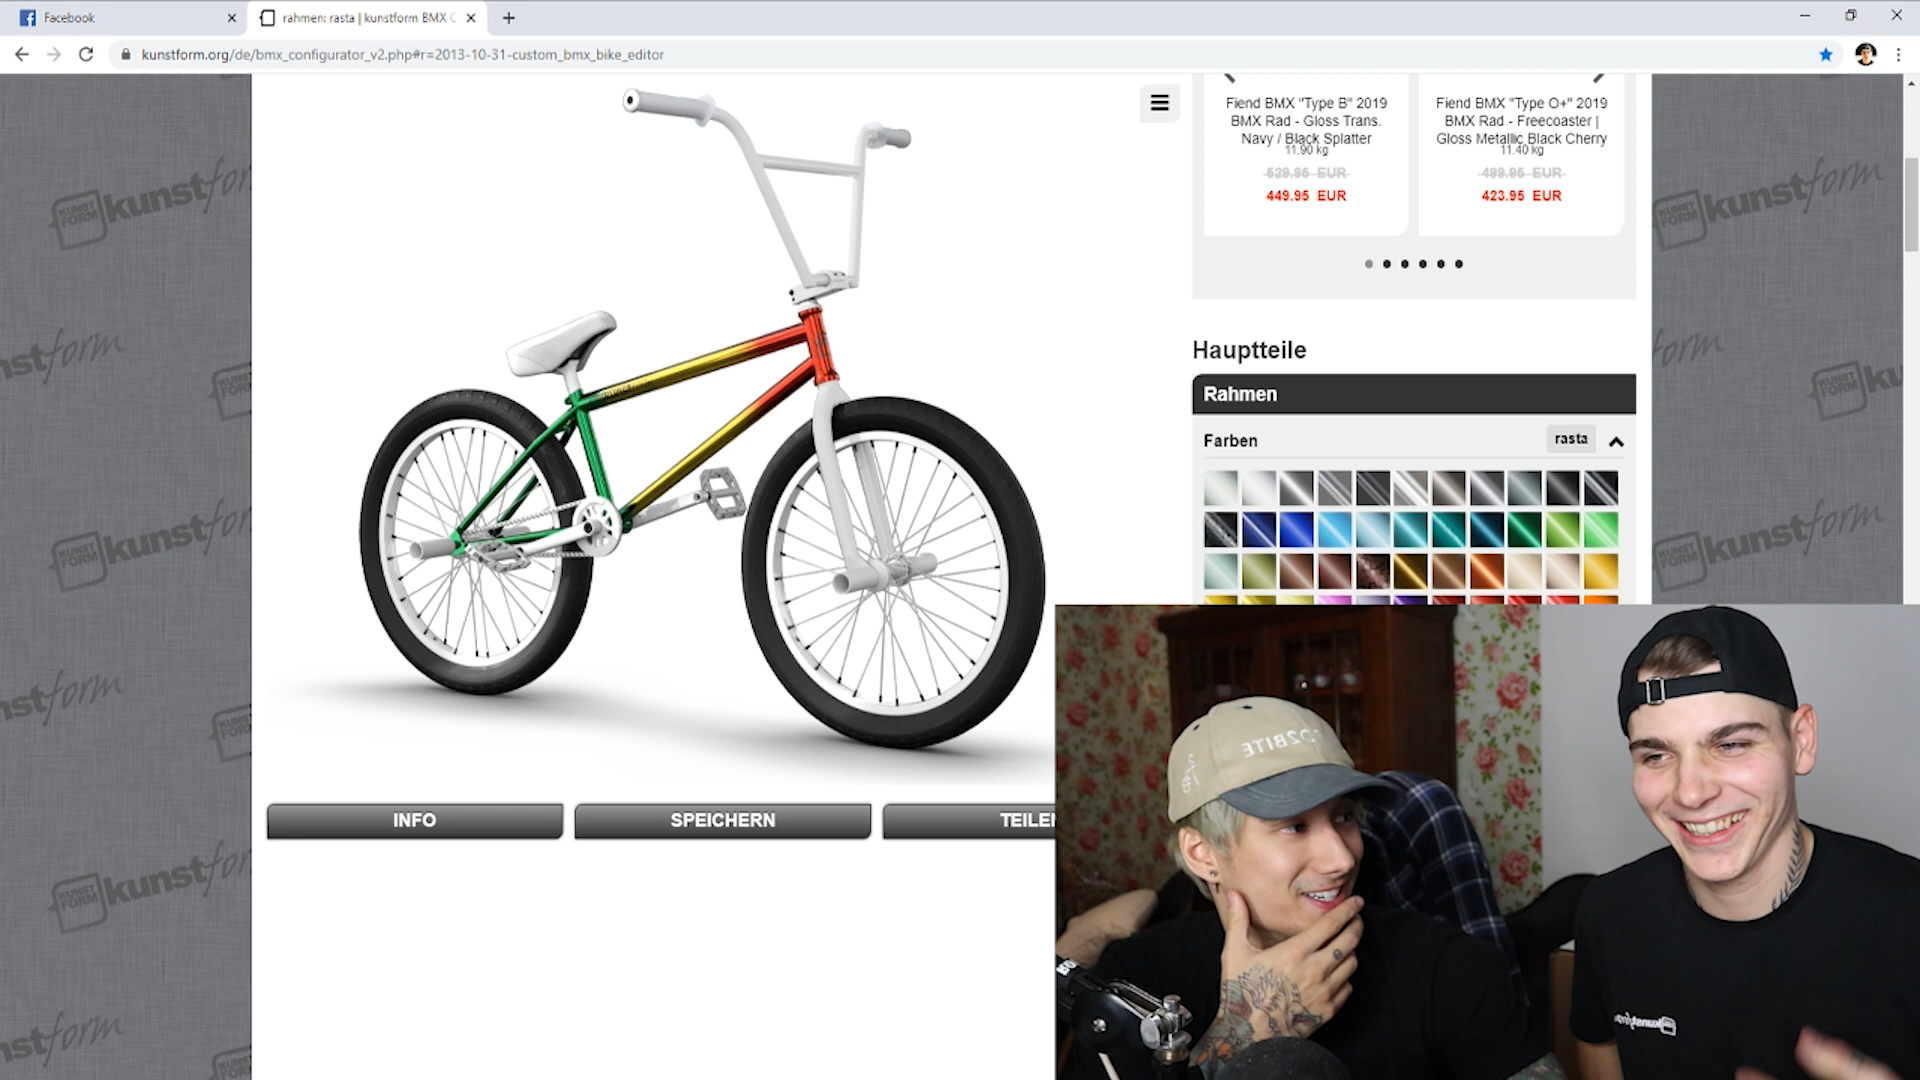 Facebook
rahmen: rasta | kunstform BMX
kunstform.org/de/bmx_configurator_v2.php#r=2013-10-31-custom_bmx_bike_editor
Fiend BMX "Type B" 2019
BMX Rad - Gloss Trans.
Navy / Black Splatter
11.90 kg
529.95 EUR
449.95 EUR
Fiend BMX "Type O+" 2019
BMX Rad - Freecoaster |
Gloss Metallic Black Cherry
11.40 kg
499.95 EUR
423.95 EUR
Hauptteile
Rahmen
Farben
rasta
INFO
SPEICHERN
TEILEN
KUNST FORM kunstform
kunstform